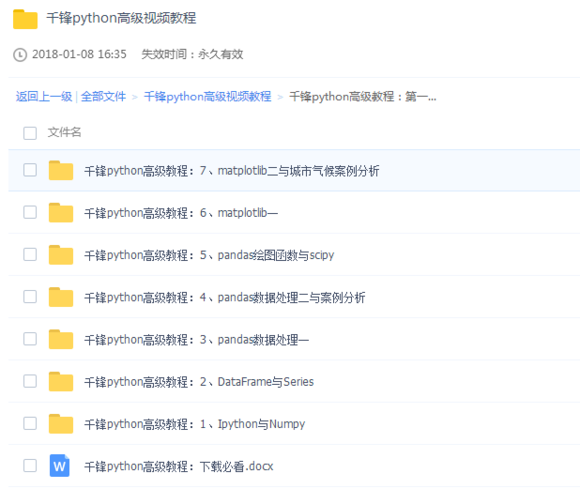 千锋python高级视频教程
2018-01-08 16:35 失效时间：永久有效
返回上一级 | 全部文件 > 千锋python高级视频教程 > 千锋python高级教程：第一...
文件名
千锋python高级教程：7、matplotlib二与城市气候案例分析
千锋python高级教程：6、matplotlib一
千锋python高级教程：5、pandas绘图函数与scipy
千锋python高级教程：4、pandas数据处理二与案例分析
千锋python高级教程：3、pandas数据处理一
千锋python高级教程：2、DataFrame与Series
千锋python高级教程：1、Ipython与Numpy
W 千锋python高级教程：下载必看.docx